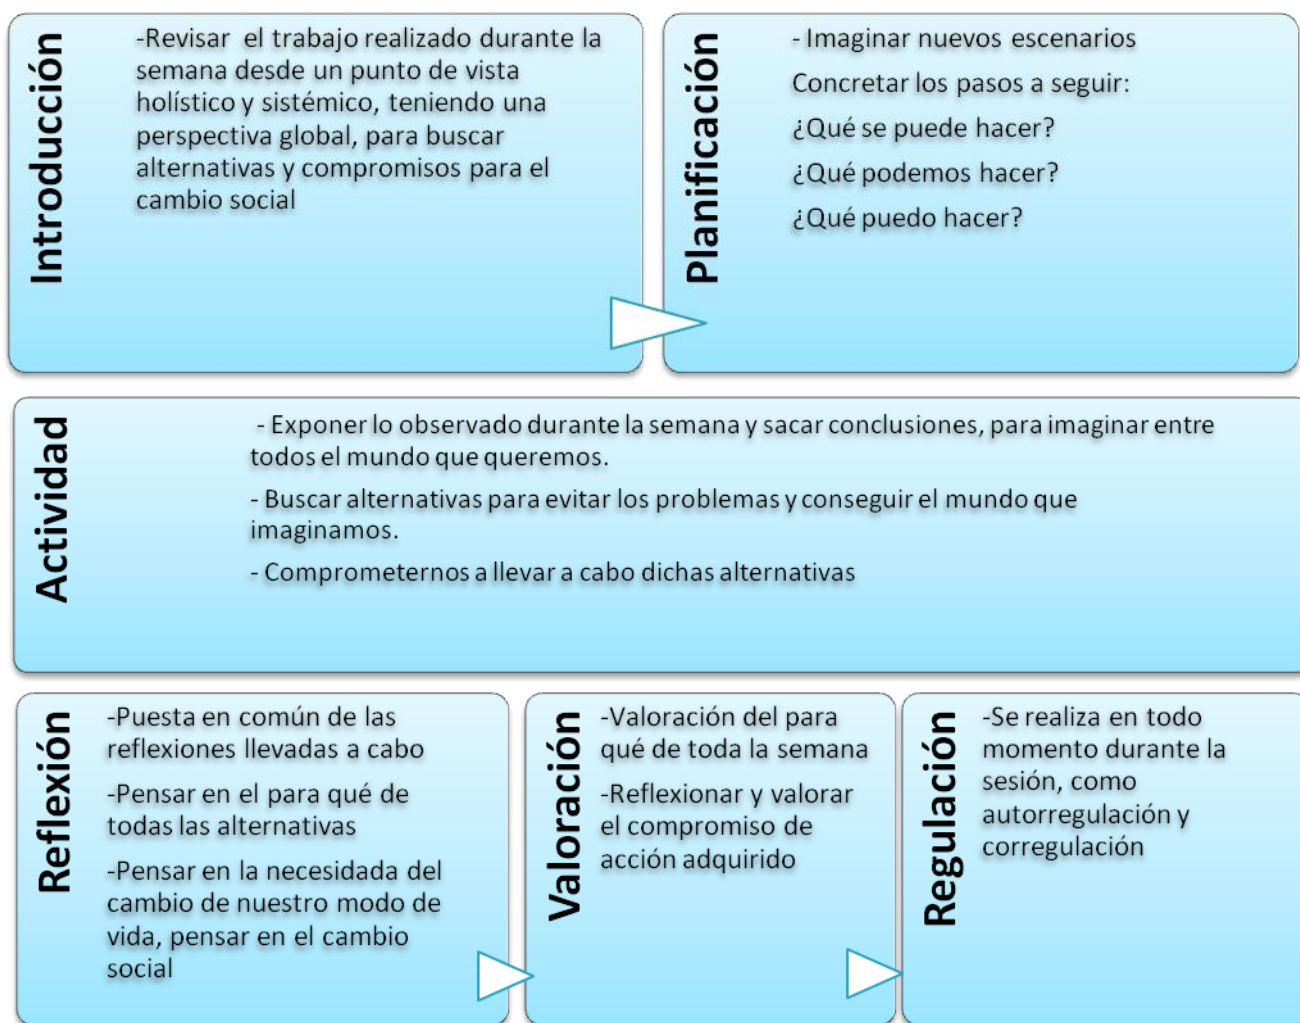 Introducción
-Revisar el trabajo realizado durante la
semana desde un punto de vista
holístico y sistémico, teniendo una
perspectiva global, para buscar
alternativas y compromisos para el
cambio social
Planificación
- Imaginar nuevos escenarios
Concretar los pasos a seguir:
¿Qué se puede hacer?
¿Qué podemos hacer?
¿Qué puedo hacer?
Actividad
- Exponer lo observado durante la semana y sacar conclusiones, para imaginar entre
todos el mundo que queremos.
- Buscar alternativas para evitar los problemas y conseguir el mundo que
imaginamos.
- Comprometernos a llevar a cabo dichas alternativas
Reflexión
-Puesta en común de las
reflexiones llevadas a cabo
-Pensar en el para qué de
todas las alternativas
-Pensar en la necesidada del
cambio de nuestro modo de
vida, pensar en el cambio
social
Valoración
-Valoración del para
qué de toda la semana
-Reflexionar y valorar
el compromiso de
acción adquirido
Regulación
-Se realiza en todo
momento durante la
sesión, como
autorregulación y
corregulación